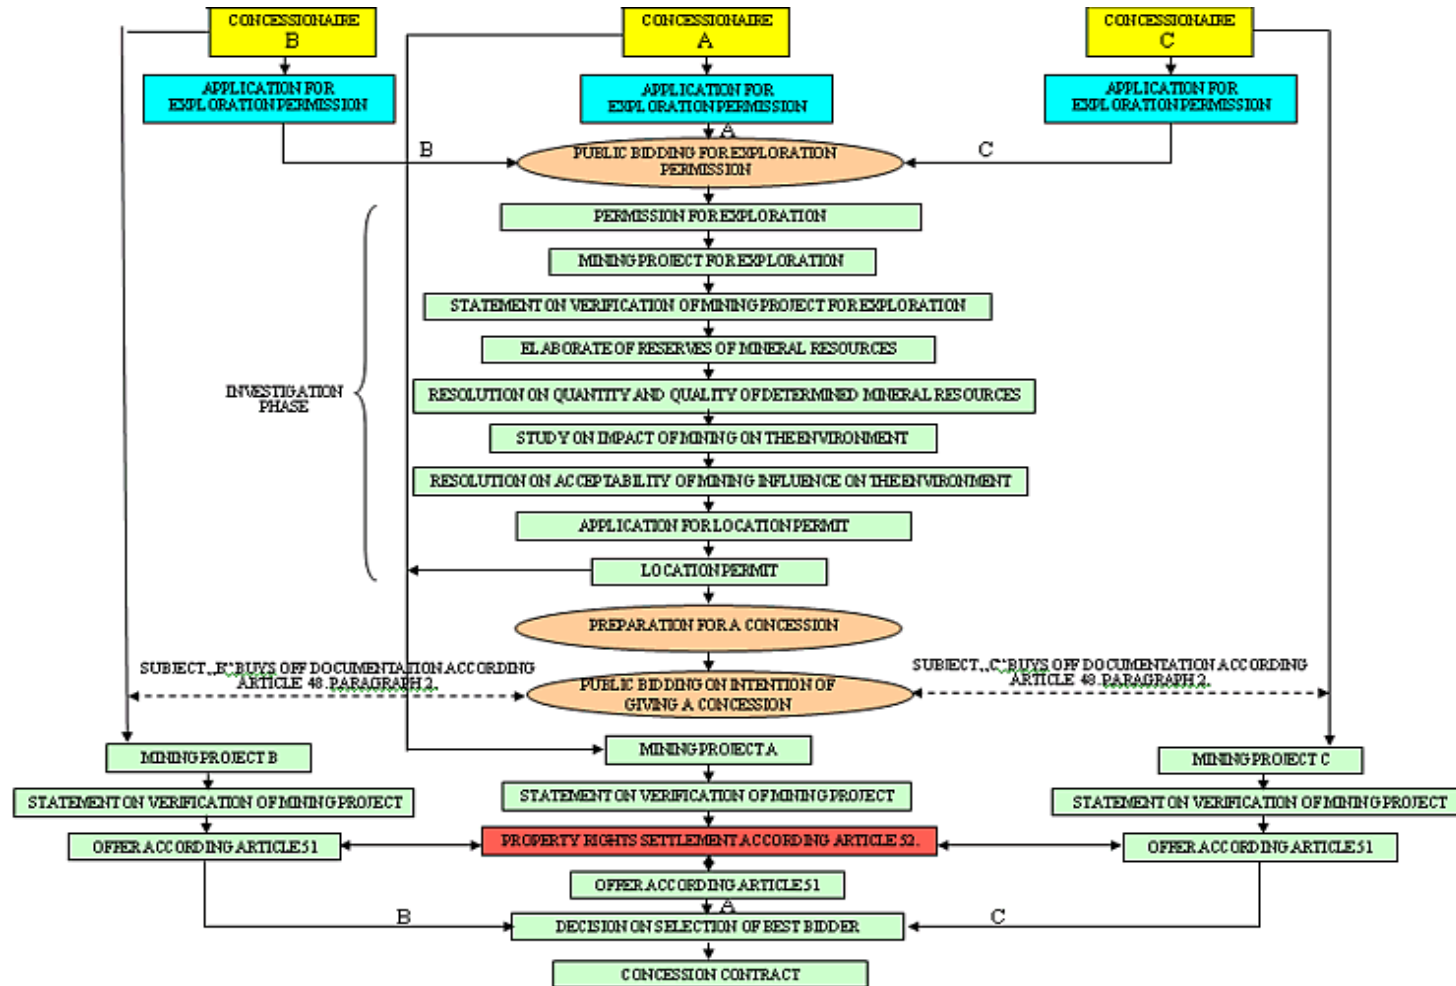 CONCESSIONAIRE
B
CONCESSIONAIRE
A
CONCESSIONAIRE
C
APPLICATION FOR
EXPLORATION PERMISSION
APPLICATION FOR
EXPLORATION PERMISSION
APPLICATION FOR
EXPLORATION PERMISSION
A
B
PUBLIC BIDDING FOR EXPLORATION
PERMISSION
C
PERMISSION FOR EXPLORATION
MINING PROJECT FOR EXPLORATION
STATEMENT ON VERIFICATION OF MINING PROJECT FOR EXPLORATION
ELABORATE OF RESERVES OF MINERAL RESOURCES
INVESTIGATION
PHASE
RESOLUTION ON QUANTITY AND QUALITY OF DETERMINED MINERAL RESOURCES
STUDY ON IMPACT OF MINING ON THE ENVIRONMENT
RESOLUTION ON ACCEPTABILITY OF MINING INFLUENCE ON THE ENVIRONMENT
APPLICATION FOR LOCATION PERMIT
LOCATION PERMIT
PREPARATION FOR A CONCESSION
SUBJECT „B“ BUYS OFF DOCUMENTATION ACCORDING
ARTICLE 48. PARAGRAPH 2.
PUBLIC BIDDING ON INTENTION OF
GIVING A CONCESSION
SUBJECT „C“ BUYS OFF DOCUMENTATION ACCORDING
ARTICLE 48. PARAGRAPH 2.
MINING PROJECT B
MINING PROJECT A
MINING PROJECT C
STATEMENT ON VERIFICATION OF MINING PROJECT
STATEMENT ON VERIFICATION OF MINING PROJECT
STATEMENT ON VERIFICATION OF MINING PROJECT
OFFER ACCORDING ARTICLE 51
PROPERTY RIGHTS SETTLEMENT ACCORDING ARTICLE 52.
OFFER ACCORDING ARTICLE 51
OFFER ACCORDING ARTICLE 51
A
B
DECISION ON SELECTION OF BEST BIDDER
C
CONCESSION CONTRACT